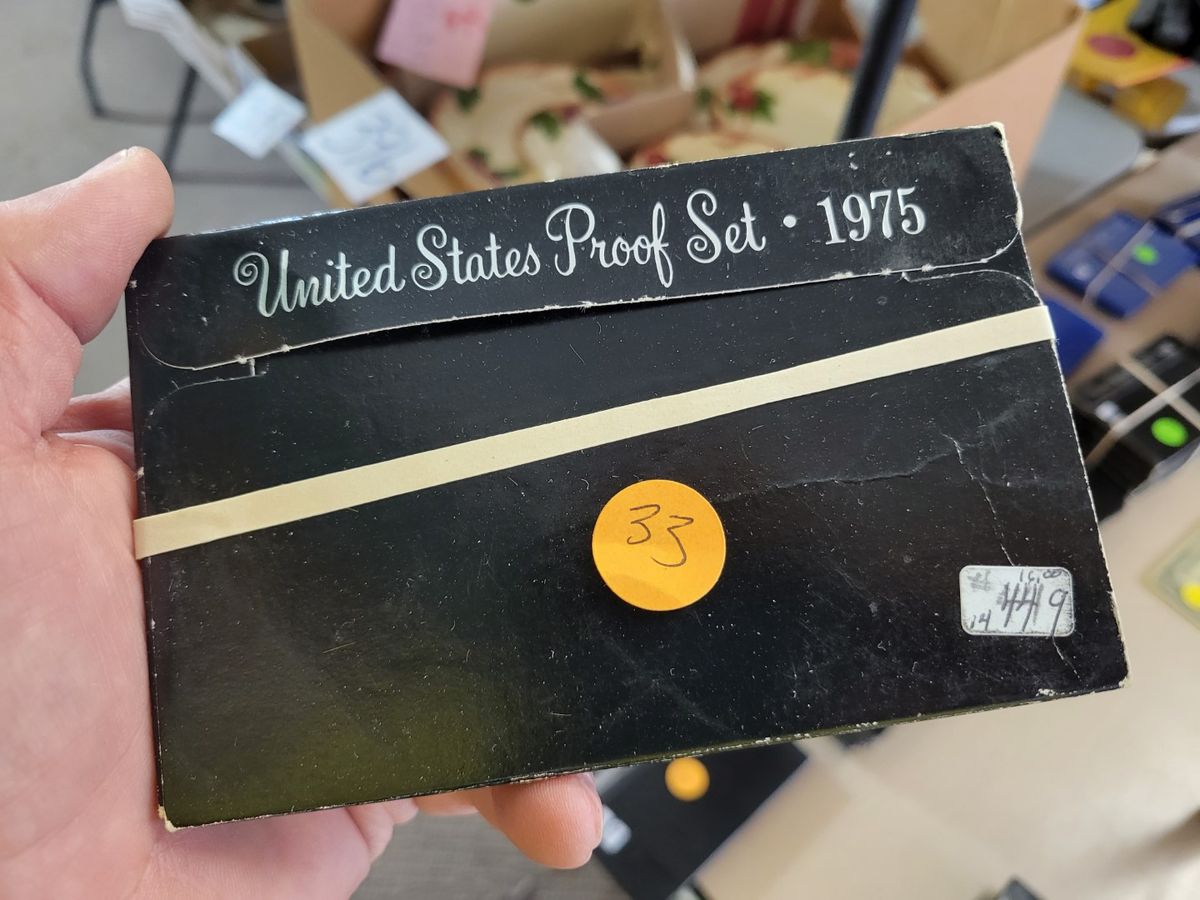 United States Proof Set • 1975
33
16.00
14 449